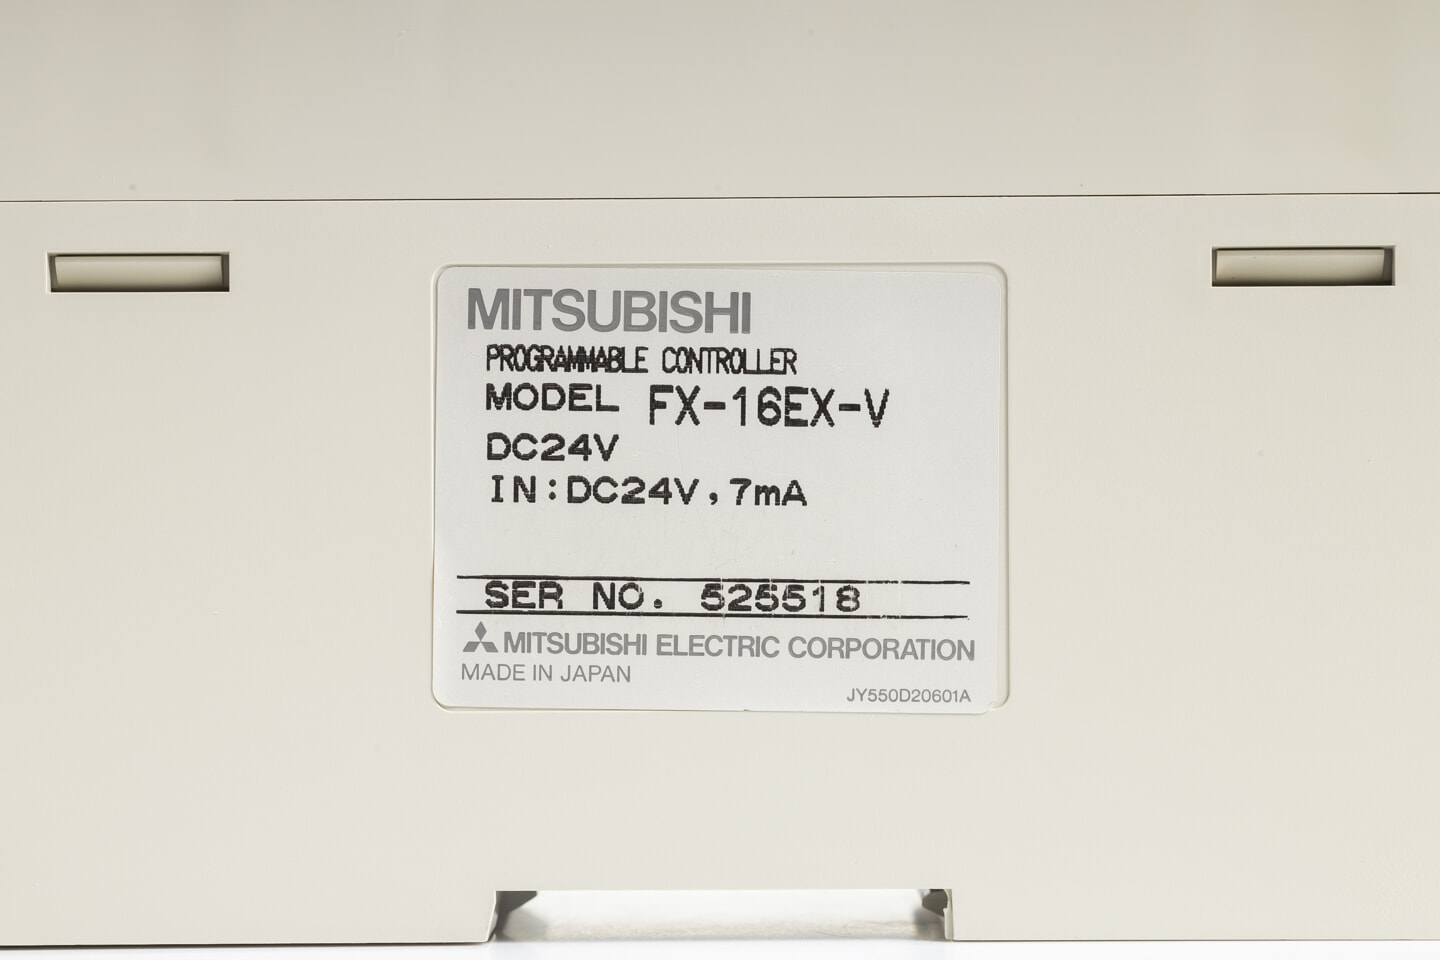 MITSUBISHI
PROGRAMMABLE CONTROLLER
MODEL FX-16EX-V
DC24V
IN:DC24V,7mA
SER NO. 525518
MITSUBISHI ELECTRIC CORPORATION
MADE IN JAPAN
JY550D20601A